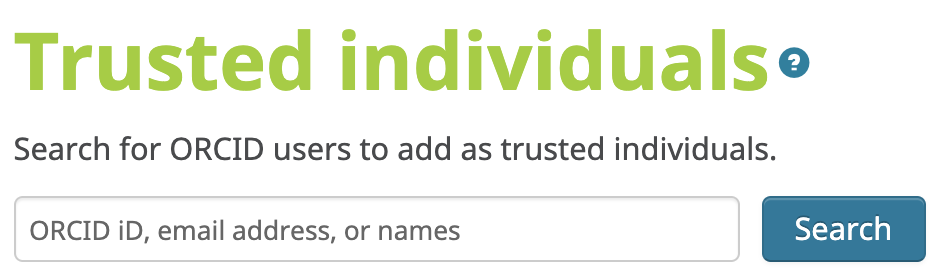 Trusted individuals ?
Search for ORCID users to add as trusted individuals.
ORCID iD, email address, or names
Search